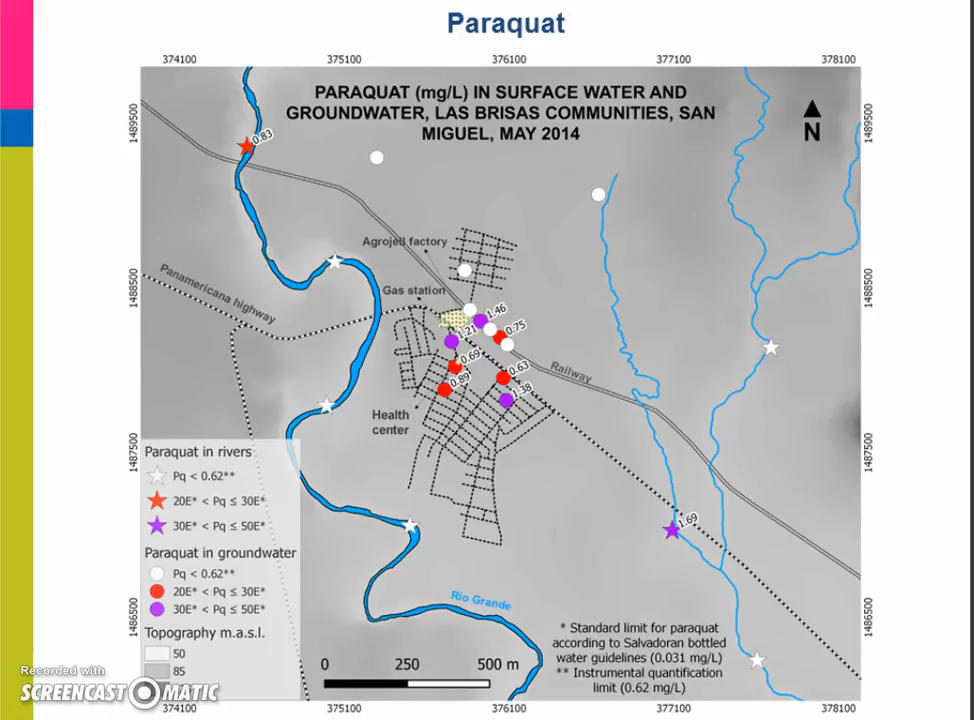 Paraquat
374100 375100 376100 377100 378100
PARAQUAT (mg/L) IN SURFACE WATER AND
GROUNDWATER, LAS BRISAS COMMUNITIES, SAN
MIGUEL, MAY 2014
N
1489500
1489500
0.83
Agrojell factory
Panamericana highway
Gas station
1488500
1488500
1.46
1.21
0.75
0.69
0.63
0.89
1.38
Railway
Health
center
1487500
1487500
Paraquat in rivers
Pq < 0.62**
20E* < Pq ≤ 30E*
30E* < Pq ≤ 50E*
1.69
Paraquat in groundwater
Pq < 0.62**
20E* < Pq ≤ 30E*
30E* < Pq ≤ 50E*
Rio Grande
1486500
1486500
Topography m.a.s.l.
50
85
0 250 500 m
* Standard limit for paraquat
according to Salvadoran bottled
water guidelines (0.031 mg/L)
** Instrumental quantification
limit (0.62 mg/L)
Recorded with
SCREENCAST MATIC
374100 375100 376100 377100 378100